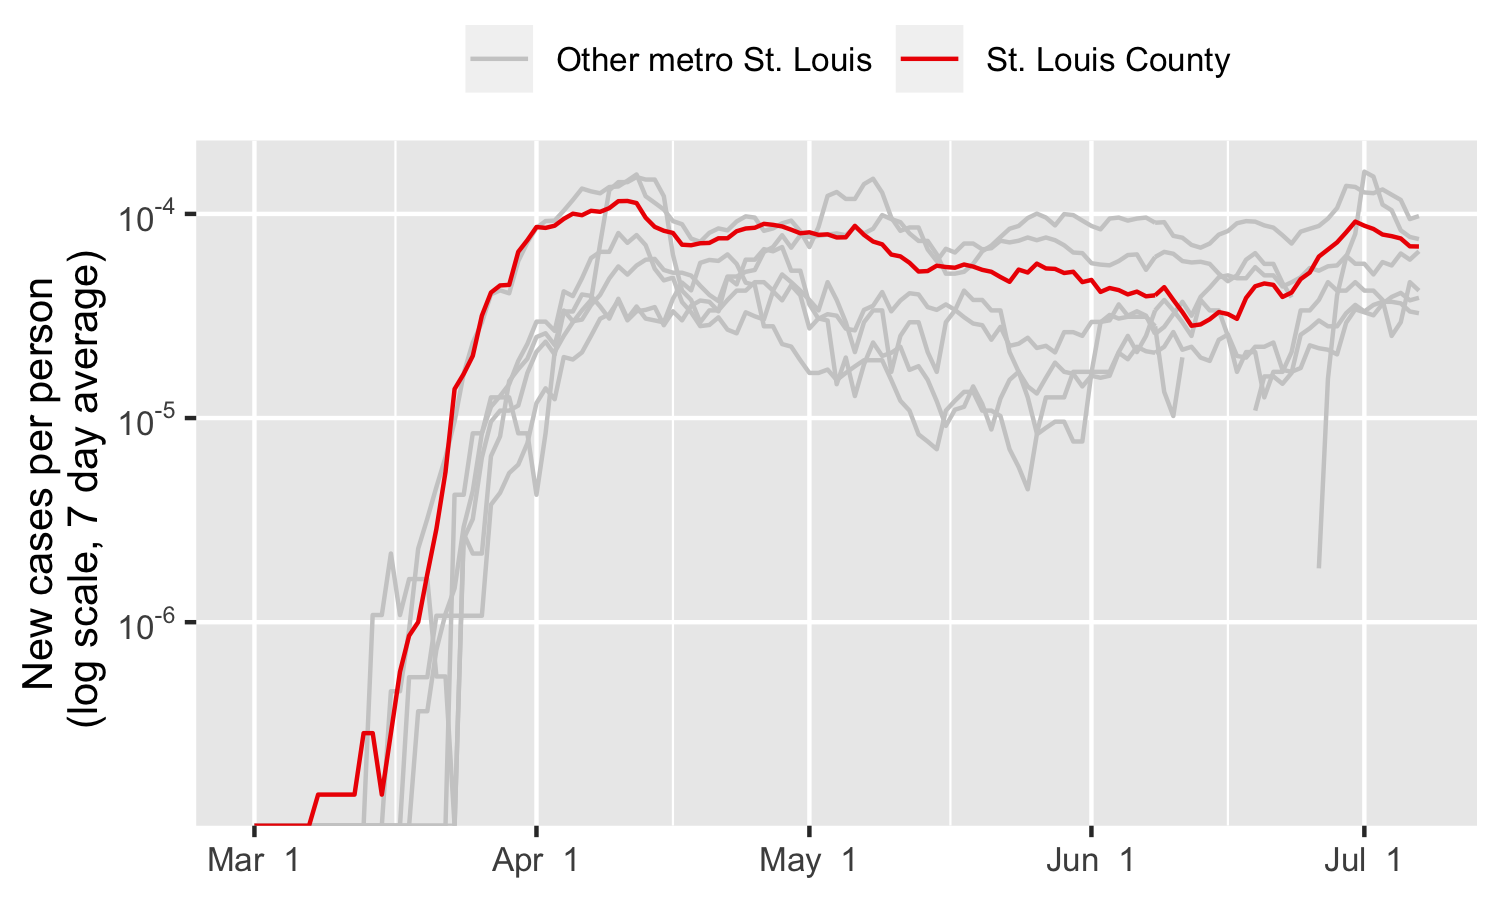 Other metro St. Louis
St. Louis County
New cases per person
(log scale, 7 day average)
10-4
10-5
10-6
Mar 1
Apr 1
May 1
Jun 1
Jul 1